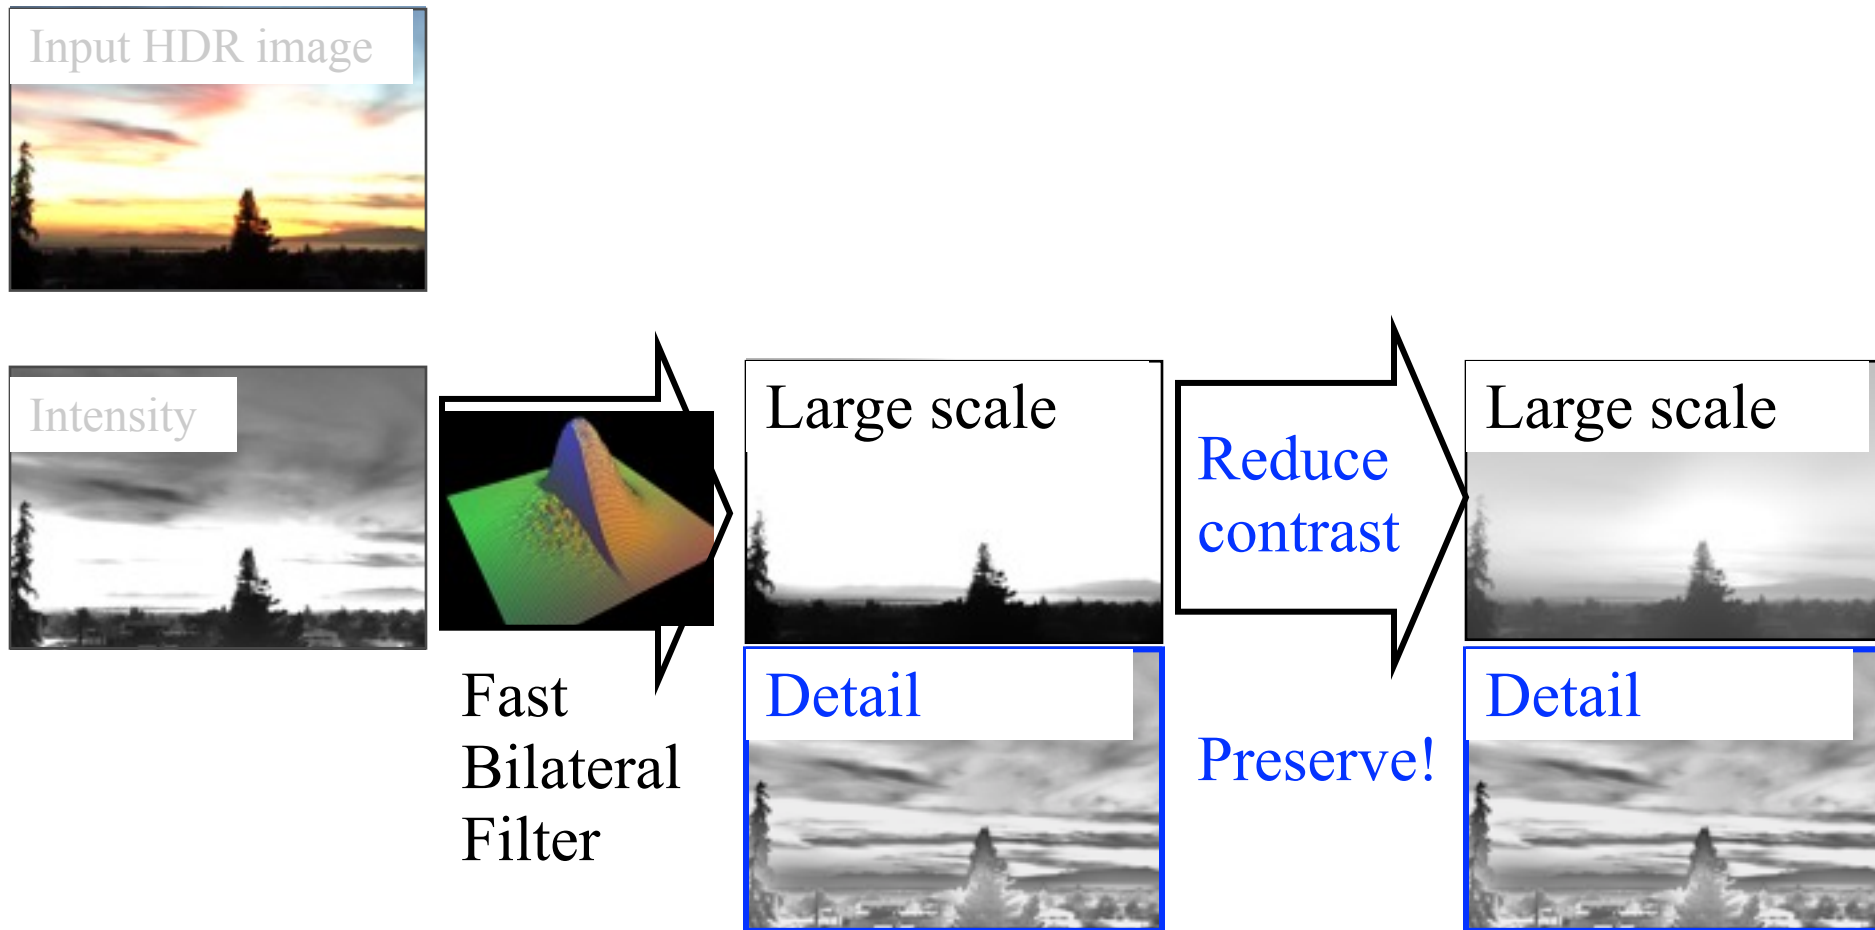 Input HDR image
Intensity
Fast
Bilateral
Filter
Large scale
Detail
Reduce
contrast
Preserve!
Large scale
Detail